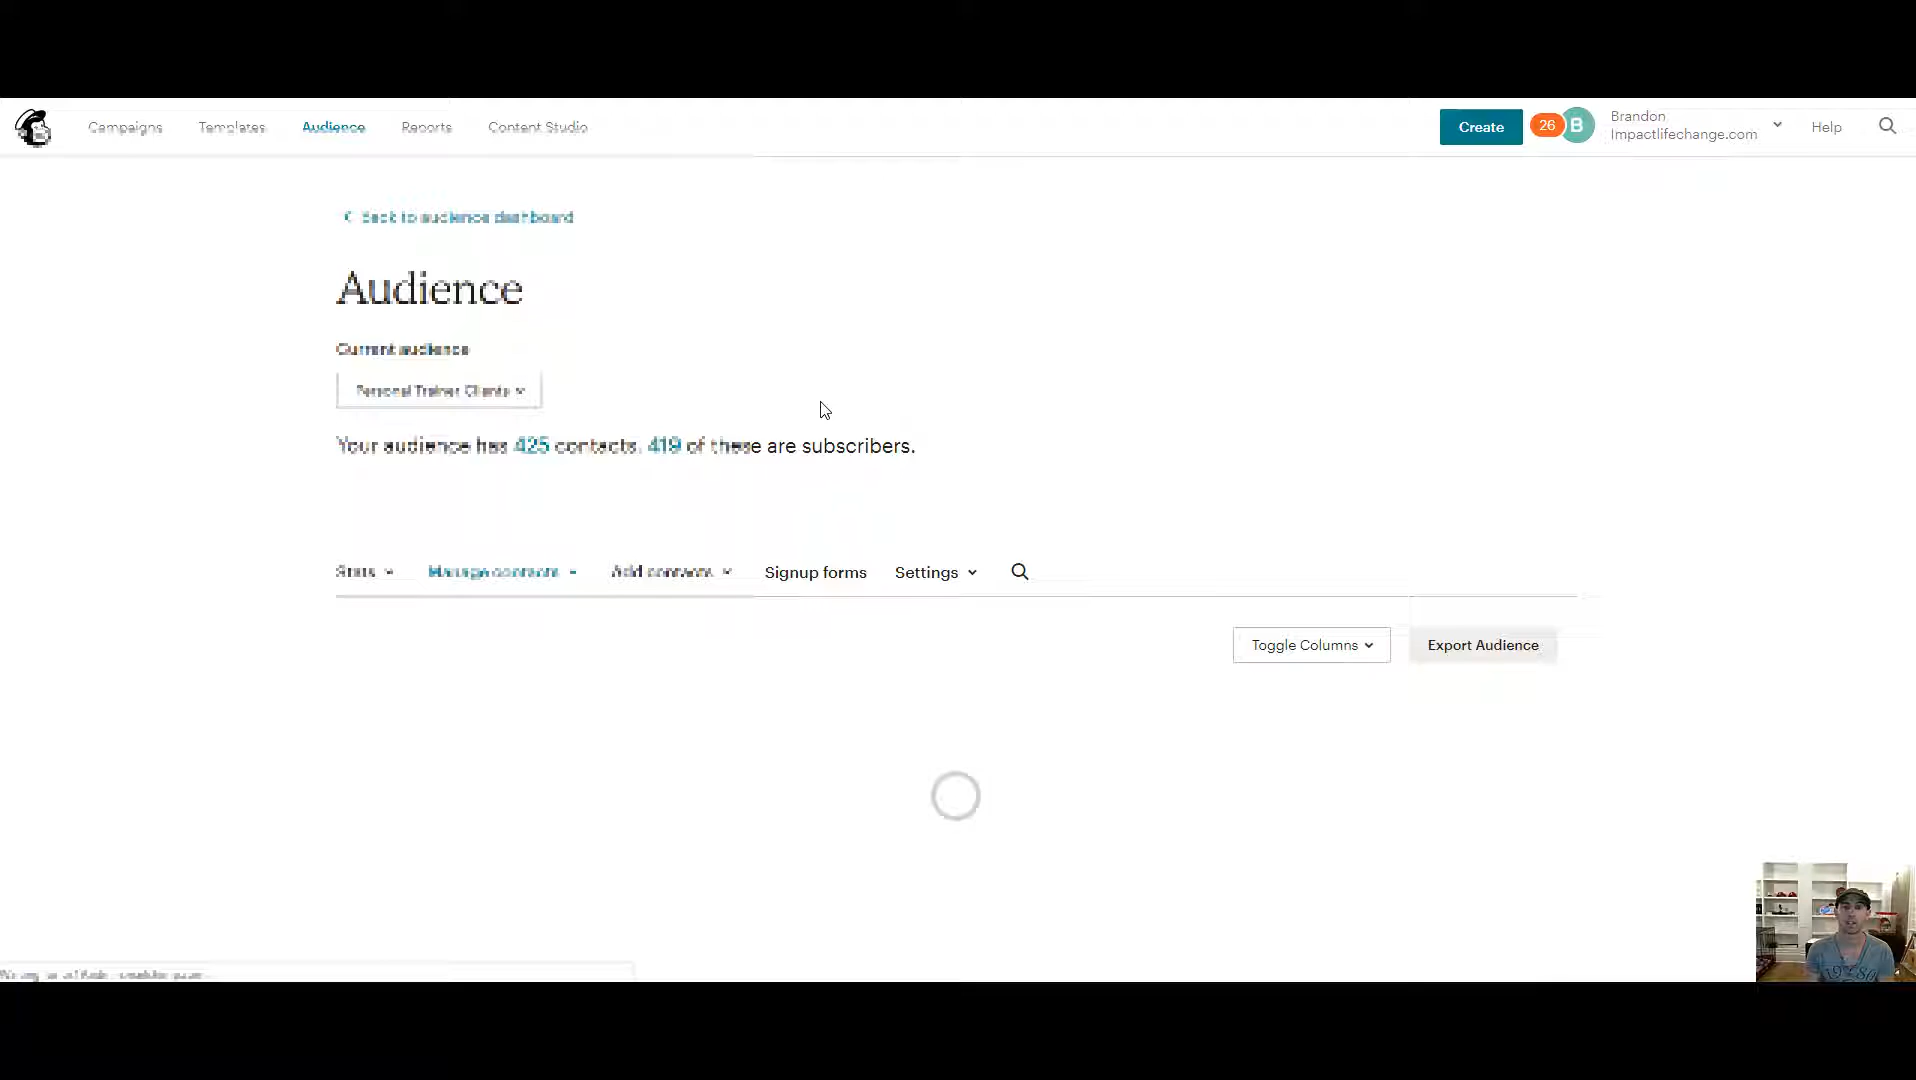 Campaigns Templates Audience Reports Content Studio Create 26 B Brandon Impactlifechange.com Help
Back to audience dashboard
Audience
Current audience
Personal Trainer Clients
Your audience has 425 contacts. 419 of these are subscribers.
Stats Manage contacts Add contacts Signup forms Settings
Toggle Columns Export Audience